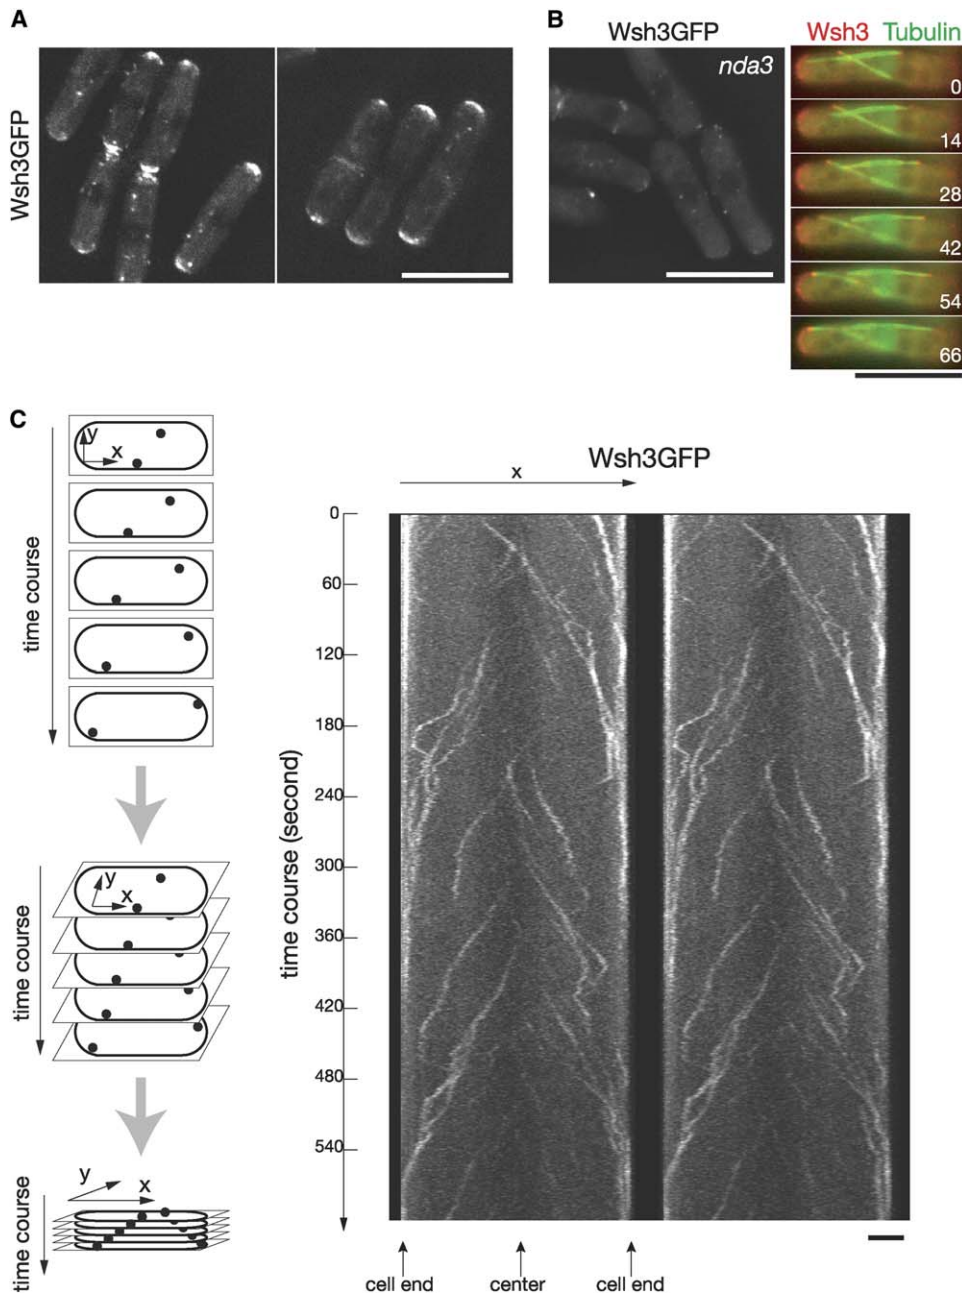 A
Wsh3GFP
B
Wsh3GFP
nda3
Wsh3 Tubulin
0
14
28
42
54
66
C
time course
y
x
time course
y
x
time course
y
x
Wsh3GFP
x
time course (second)
0
60
120
180
240
300
360
420
480
540
cell end
center
cell end